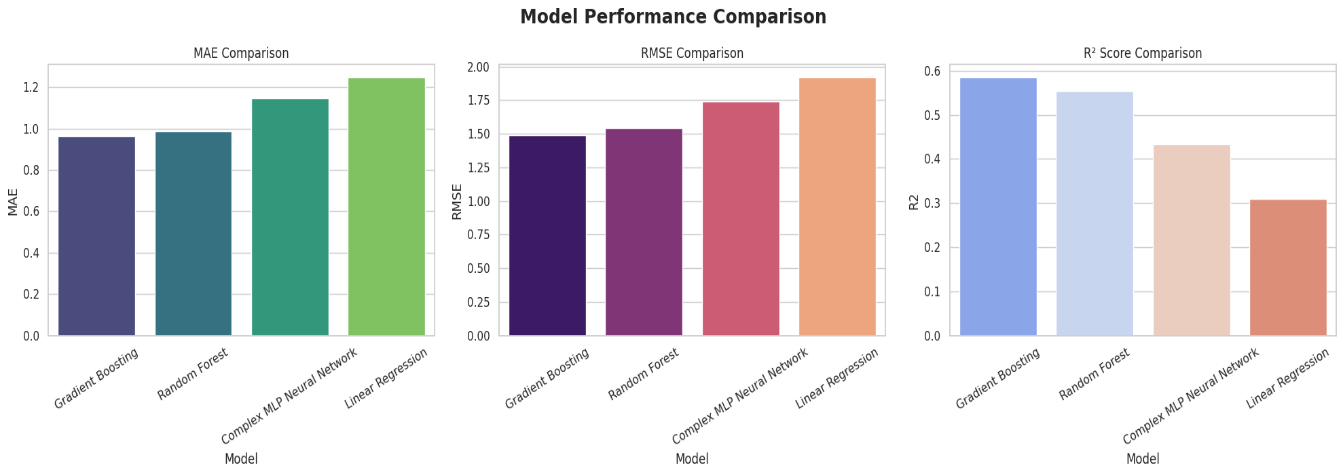 Model Performance Comparison
MAE Comparison
MAE
1.2
1.0
0.8
0.6
0.4
0.2
0.0
Gradient Boosting
Random Forest
Complex MLP Neural Network
Linear Regression
Model
RMSE Comparison
RMSE
2.00
1.75
1.50
1.25
1.00
0.75
0.50
0.25
0.00
Gradient Boosting
Random Forest
Complex MLP Neural Network
Linear Regression
Model
R² Score Comparison
R2
0.6
0.5
0.4
0.3
0.2
0.1
0.0
Gradient Boosting
Random Forest
Complex MLP Neural Network
Linear Regression
Model